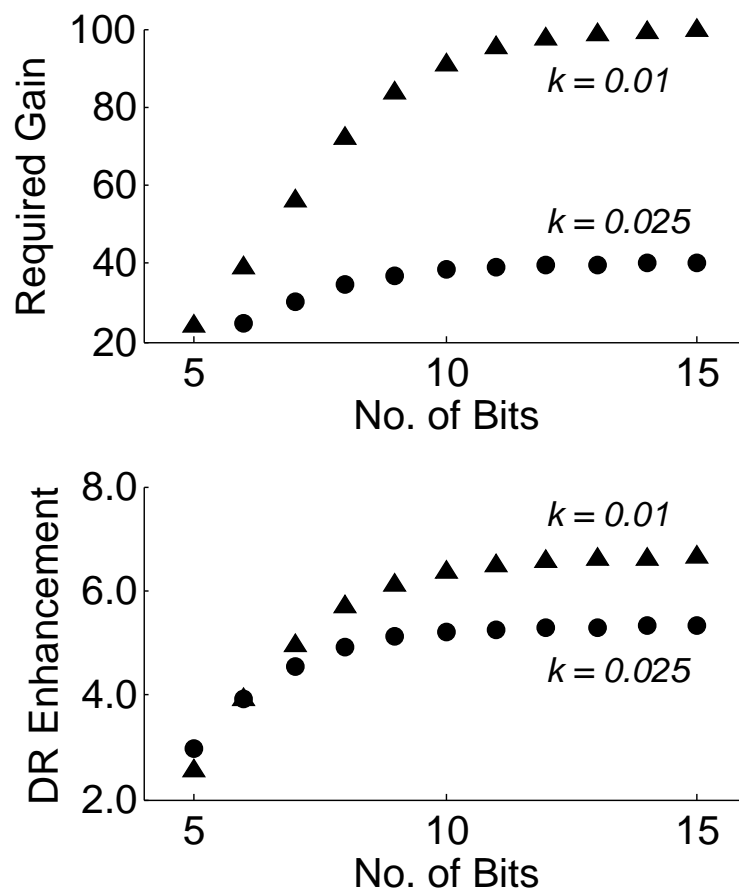 100
80
60
40
20
Required Gain
k = 0.01
k = 0.025
5
10
15
No. of Bits
8.0
6.0
4.0
2.0
DR Enhancement
k = 0.01
k = 0.025
5
10
15
No. of Bits